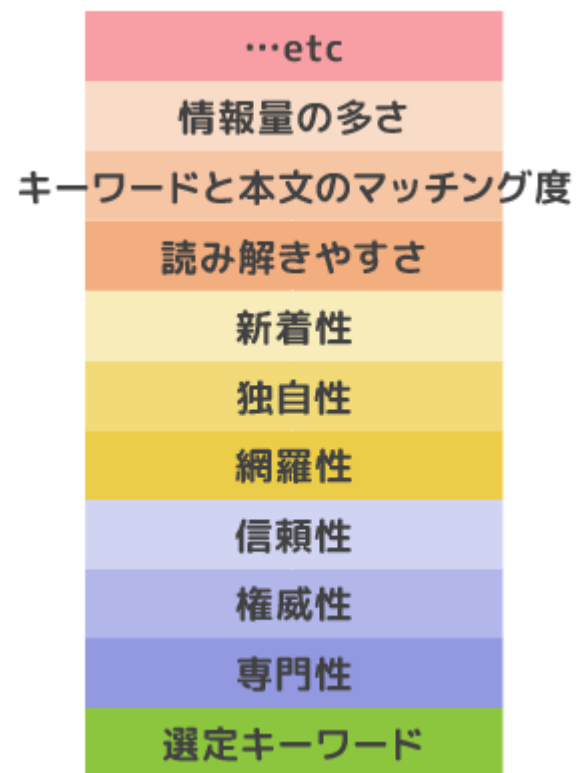 …etc
情報量の多さ
キーワードと本文のマッチング度
読み解きやすさ
新着性
独自性
網羅性
信頼性
権威性
専門性
選定キーワード